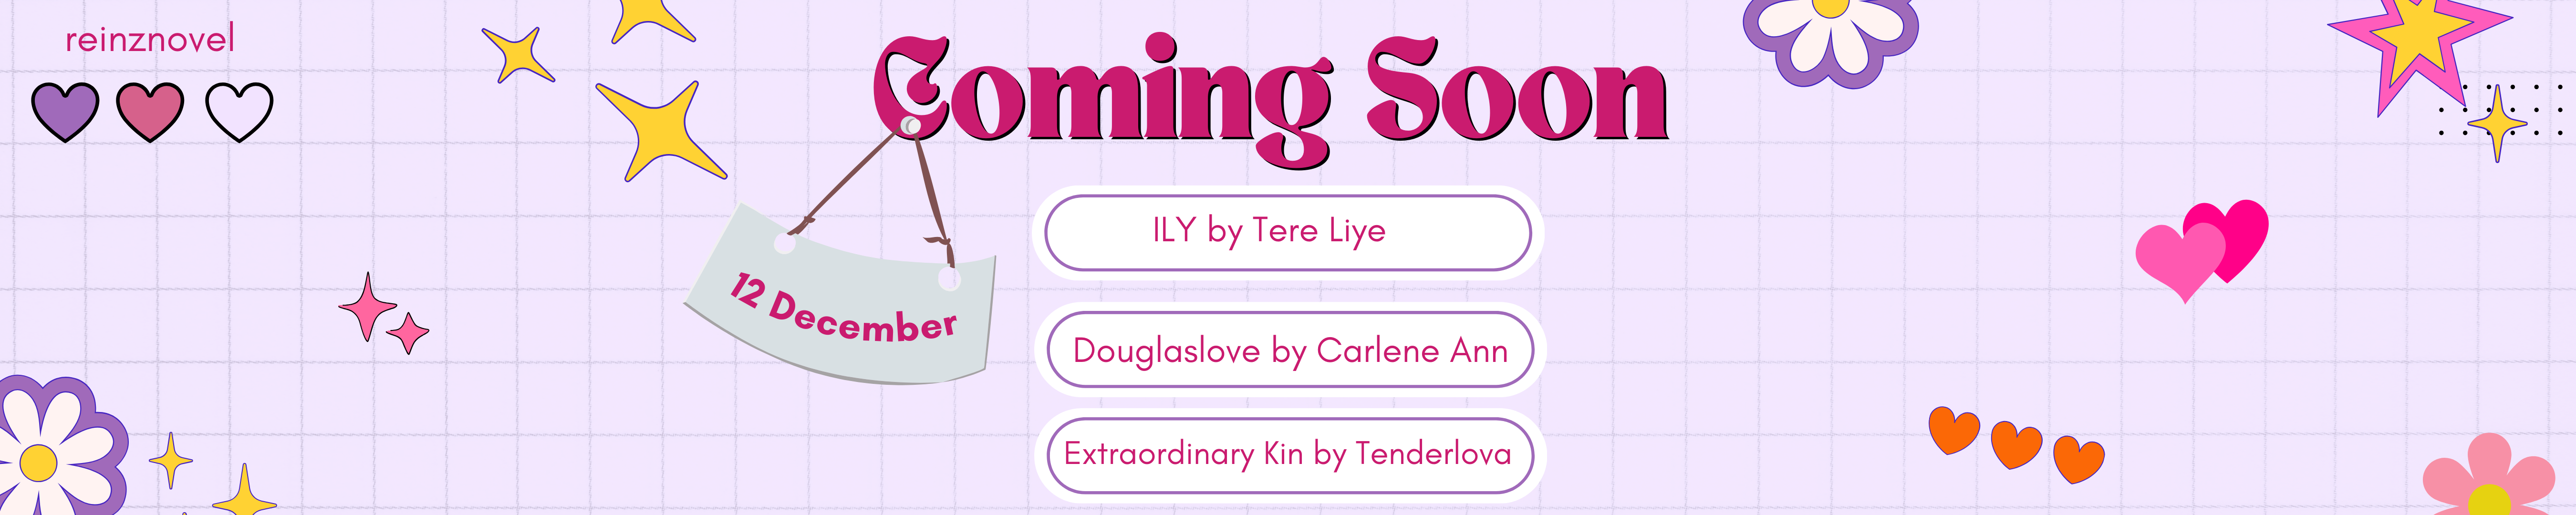 reinznovel
Coming Soon
12 December
ILY by Tere Liye
Douglaslove by Carlene Ann
Extraordinary Kin by Tenderlova